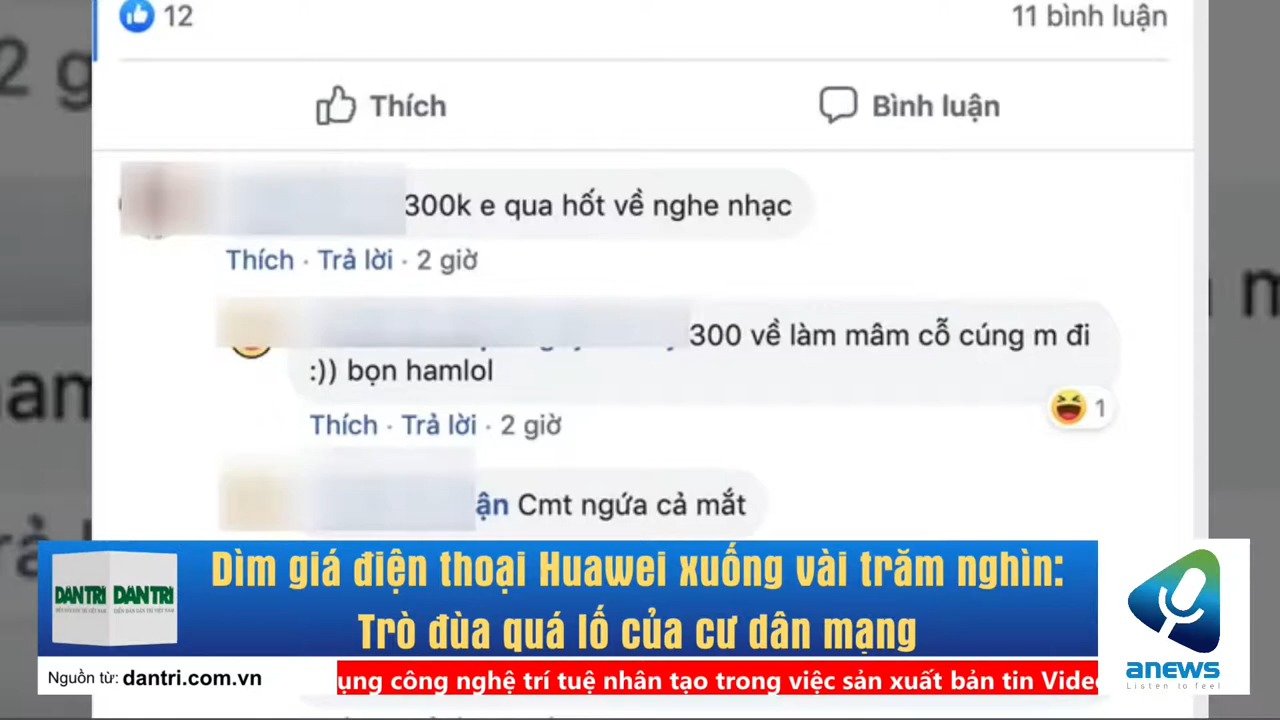 12
11 bình luận
Thích
Bình luận
300k e qua hốt về nghe nhạc
Thích · Trả lời · 2 giờ
300 về làm mâm cỗ cúng m đi
:)) bọn hamlol
1
Thích · Trả lời · 2 giờ
ận Cmt ngứa cả mắt
Dìm giá điện thoại Huawei xuống vài trăm nghìn:
Trò đùa quá lố của cư dân mạng
DANTRI DANTRI
Nguồn từ: dantri.com.vn
ụng công nghệ trí tuệ nhân tạo trong việc sản xuất bản tin Vide
anews
Listen to feel